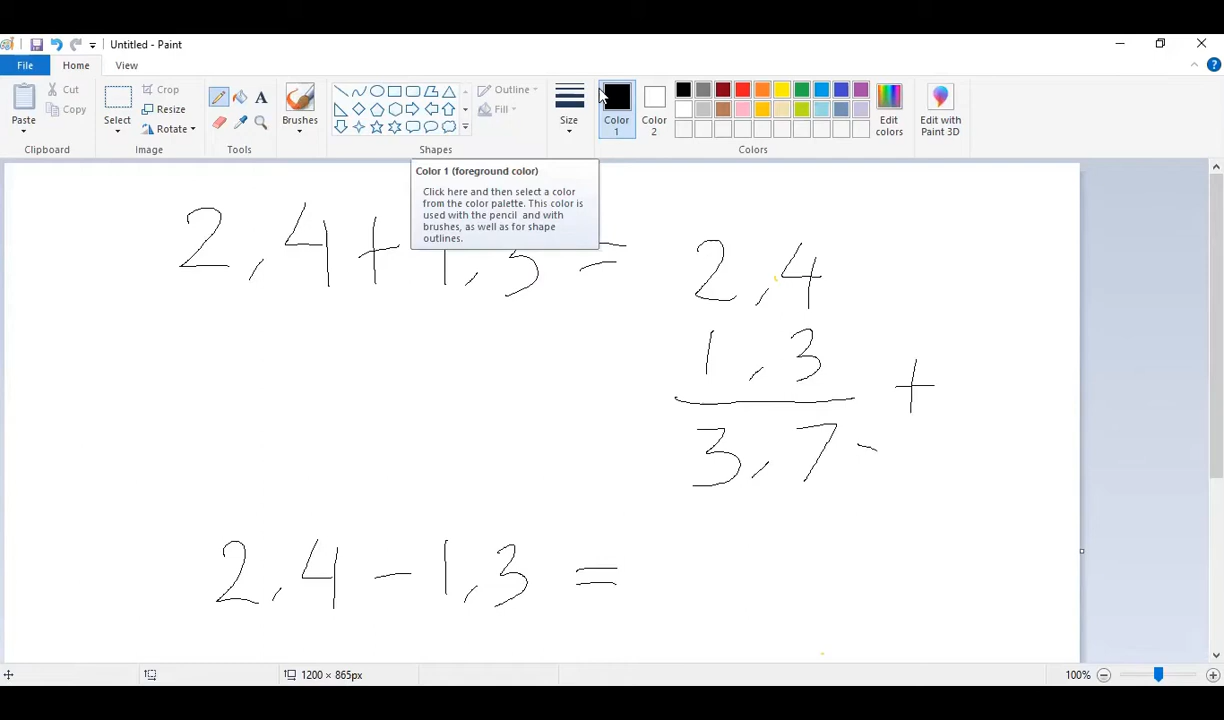 Untitled - Paint
File Home View
Paste
Cut
Copy
Clipboard
Select
Crop
Resize
Rotate
Image
Tools
Brushes
Shapes
Outline
Fill
Size
Color 1
Color 2
Edit colors
Colors
Edit with Paint 3D
Color 1 (foreground color)
Click here and then select a color
from the color palette. This color is
used with the pencil and with
brushes, as well as for shape
outlines.
2,4 + 1,3 =
2,4
1,3
+
3,7
2,4 - 1,3 =
1200 × 865px
100%